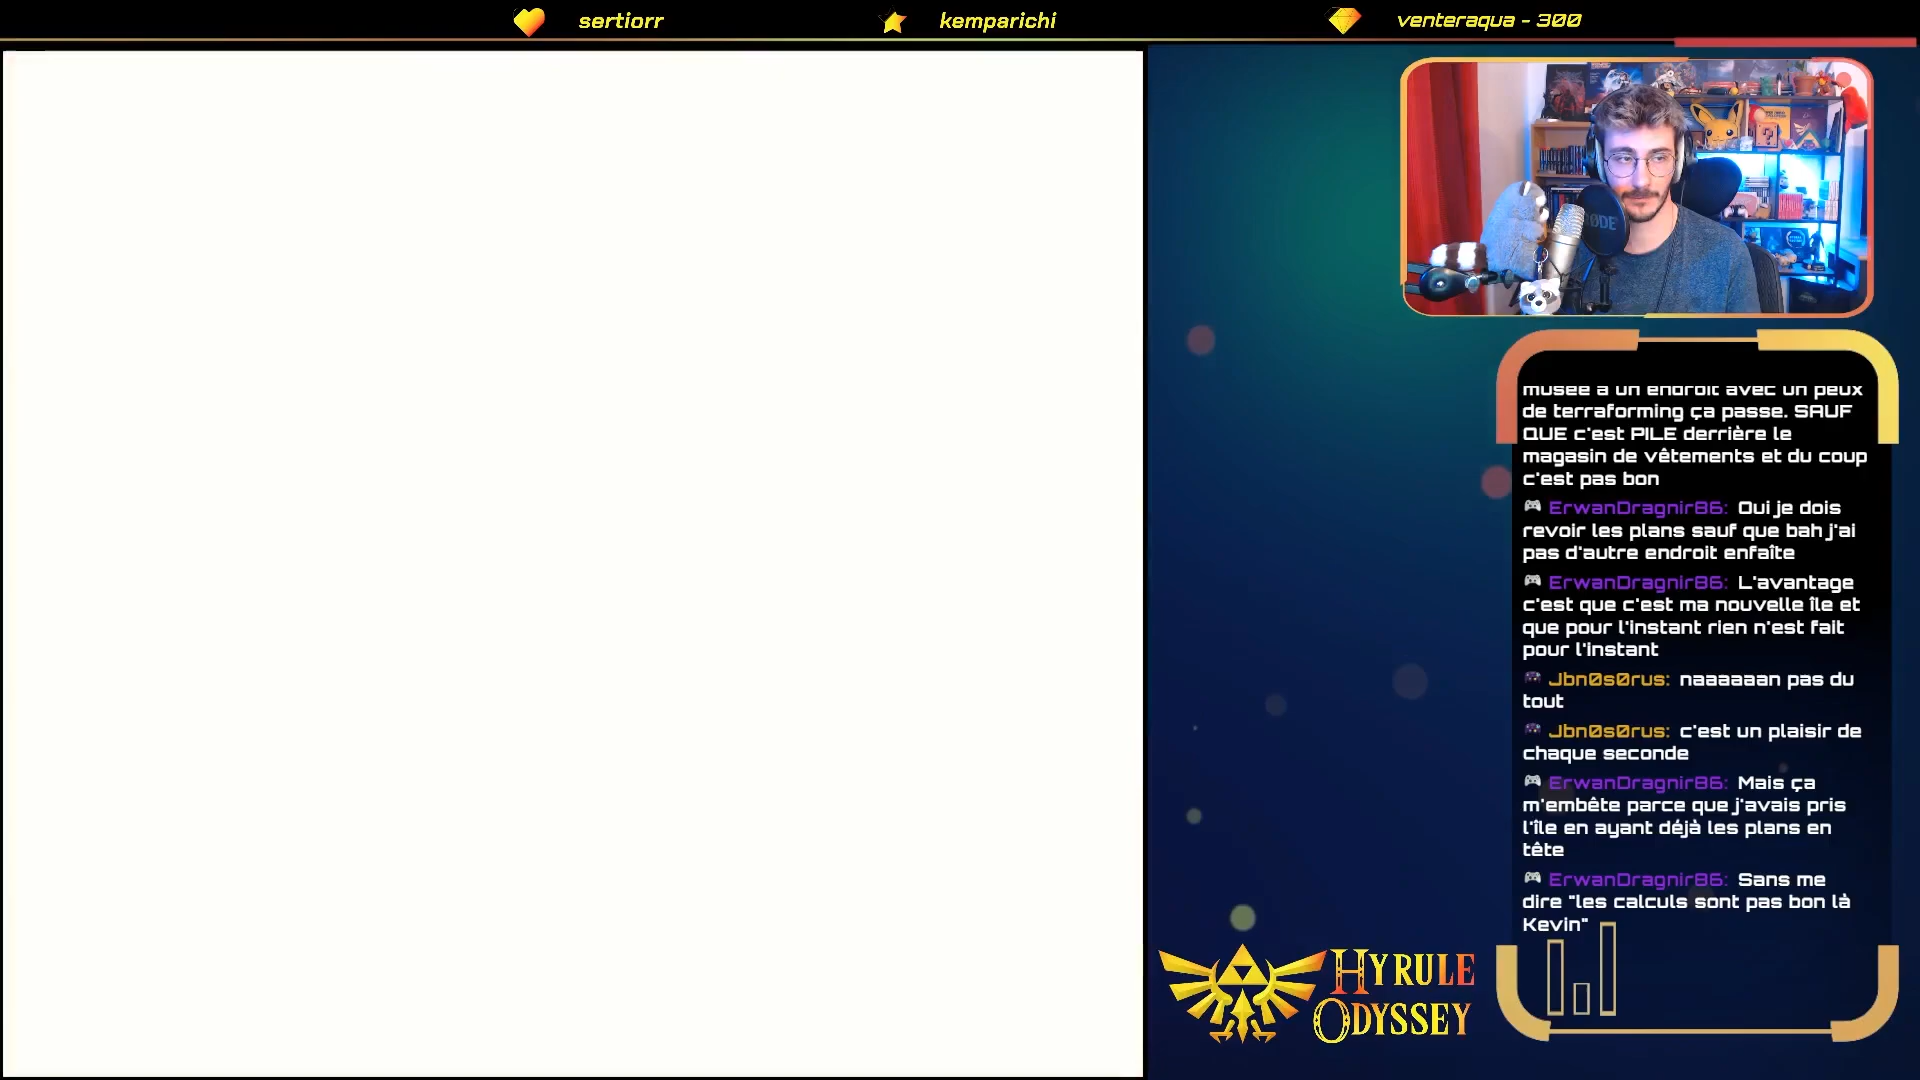 sertiorr
kemparichi
venteraqua - 300
RØDE
musée à un endroit avec un peux
de terraforming ça passe. SAUF
QUE c'est PILE derrière le
magasin de vêtements et du coup
c'est pas bon
ErwanDragnir86: Oui je dois
revoir les plans sauf que bah j'ai
pas d'autre endroit enfaîte
ErwanDragnir86: L'avantage
c'est que c'est ma nouvelle île et
que pour l'instant rien n'est fait
pour l'instant
Jbn0s0rus: naaaaaan pas du
tout
Jbn0s0rus: c'est un plaisir de
chaque seconde
ErwanDragnir86: Mais ça
m'embête parce que j'avais pris
l'île en ayant déjà les plans en
tête
ErwanDragnir86: Sans me
dire "les calculs sont pas bon là
Kevin"
HYRULE
ODYSSEY